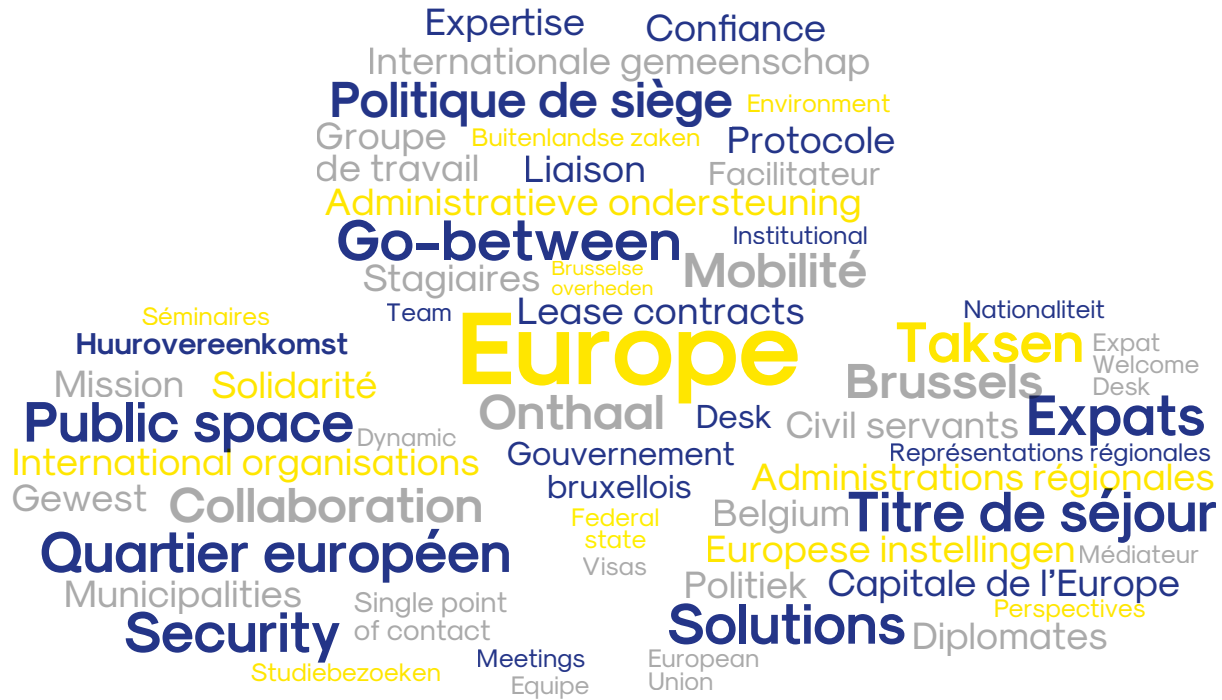 Expertise Confiance
Internationale gemeenschap
Politique de siège Environment
Groupe
de travail
Buitenlandse zaken Protocole
Liaison Facilitateur
Administratieve ondersteuning
Go-between Institutional
Stagiaires Brusselse
overheden
Mobilité
Team Lease contracts
Europe
Onthaal Desk
Gouvernement
bruxellois
Federal
state
Visas
Séminaires
Huurovereenkomst
Mission Solidarité
Public space Dynamic
International organisations
Gewest Collaboration
Quartier européen
Municipalities Single point
of contact
Security
Studiebezoeken
Meetings
Equipe
Nationaliteit
Taksen Expat
Welcome
Desk
Brussels
Civil servants Expats
Représentations régionales
Administrations régionales
Belgium Titre de séjour
Europese instellingen Médiateur
Politiek Capitale de l'Europe
Perspectives
Solutions Diplomates
European
Union